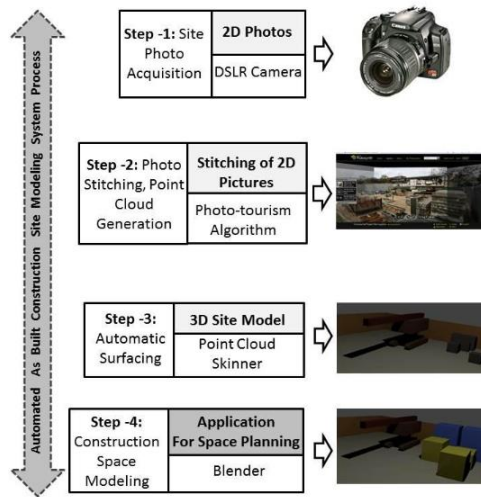 Automated As Built Construction Site Modeling System Process
Step -1: Site
Photo
Acquisition
2D Photos
DSLR Camera
Canon
Step -2: Photo
Stitching, Point
Cloud
Generation
Stitching of 2D
Pictures
Photo-tourism
Algorithm
Step -3:
Automatic
Surfacing
3D Site Model
Point Cloud
Skinner
Step -4:
Construction
Space
Modeling
Application
For Space Planning
Blender